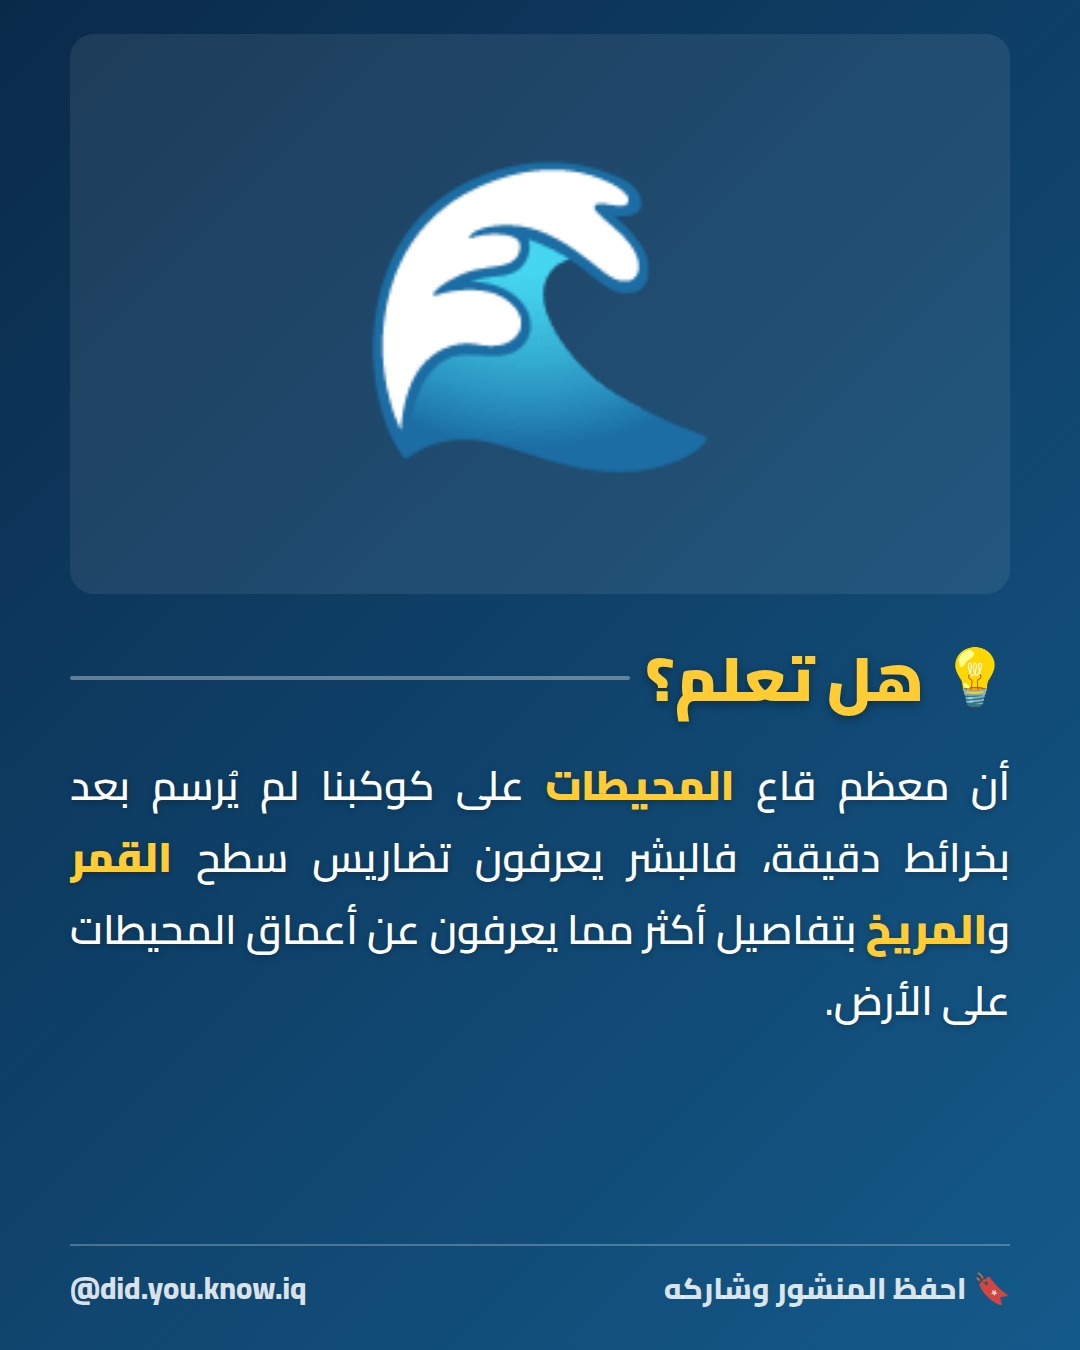 💡 هل تعلم؟
أن معظم قاع المحيطات على كوكبنا لم يُرسم بعد
بخرائط دقيقة، فالبشر يعرفون تضاريس سطح القمر
والمريخ بتفاصيل أكثر مما يعرفون عن أعماق المحيطات
على الأرض.
🔖 احفظ المنشور وشاركه
@did.you.know.iq